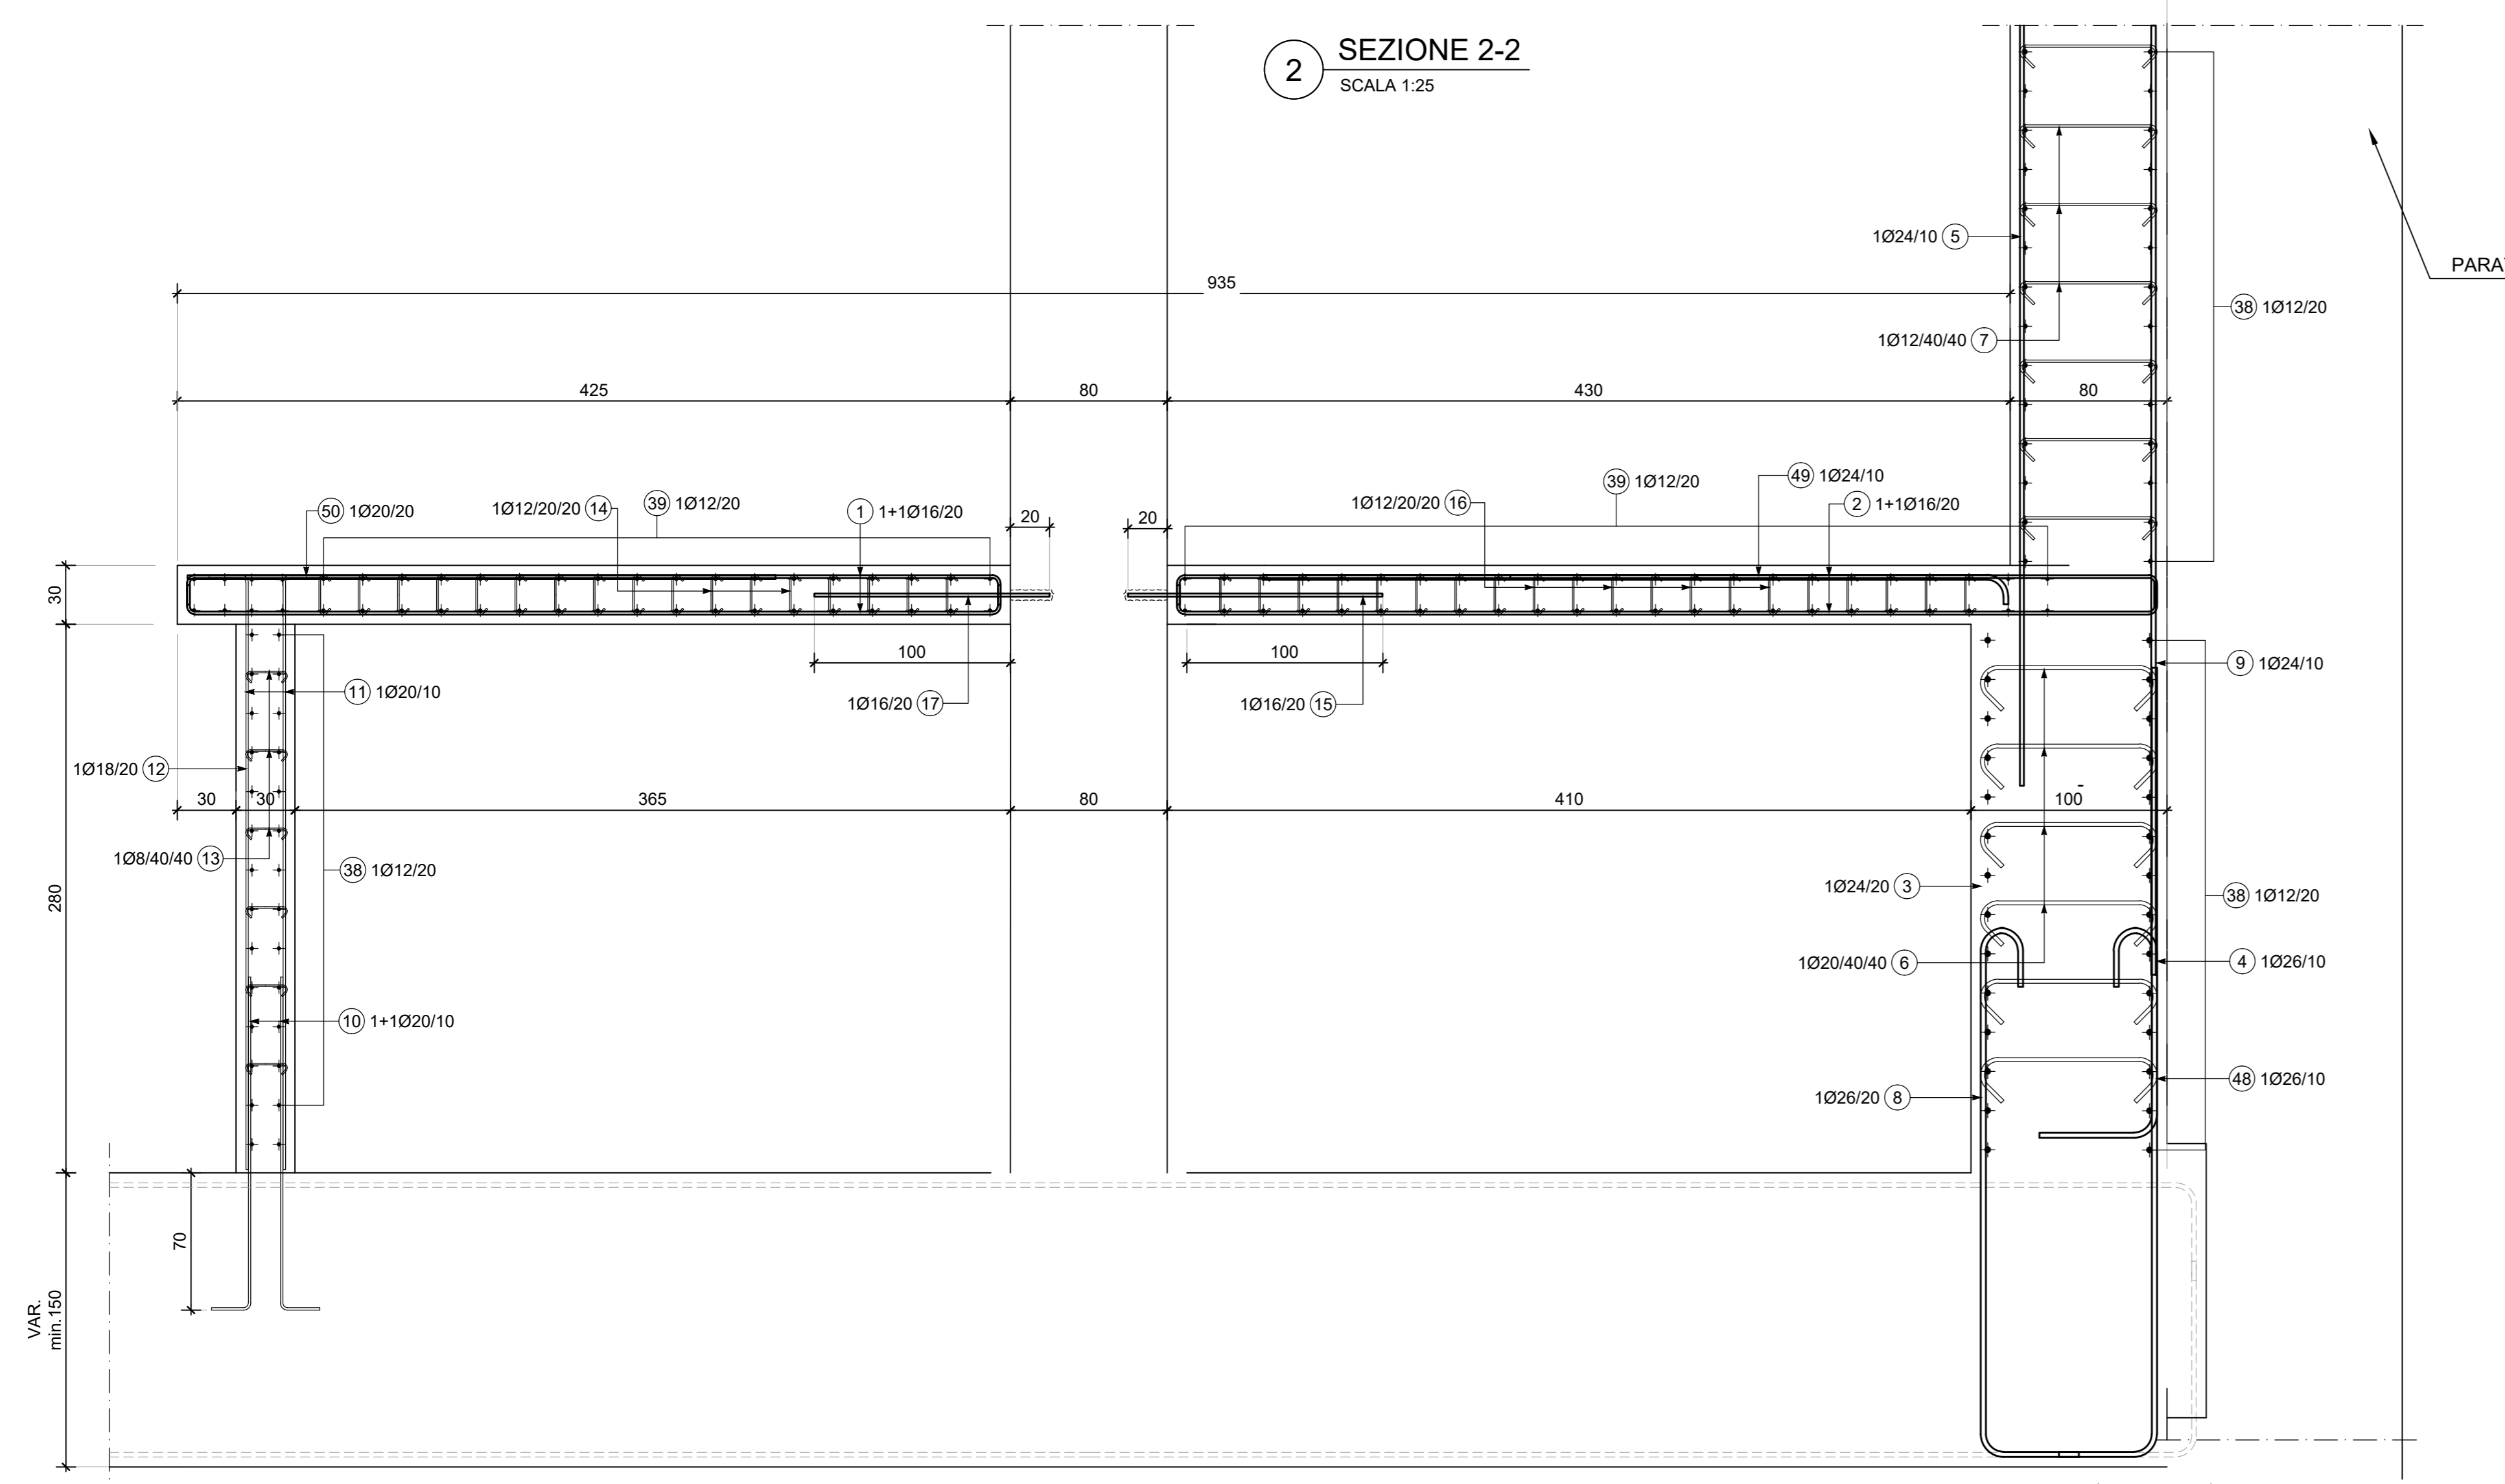 2
SEZIONE 2-2
SCALA 1:25
1Ø24/10 5
PARA
935
38 1Ø12/20
1Ø12/40/40 7
425
80
430
80
50 1Ø20/20
1Ø12/20/20 14
39 1Ø12/20
1 1+1Ø16/20
20
20
1Ø12/20/20 16
39 1Ø12/20
49 1Ø24/10
2 1+1Ø16/20
30
100
100
9 1Ø24/10
11 1Ø20/10
1Ø16/20 17
1Ø16/20 15
1Ø18/20 12
30
30
365
80
410
100
1Ø8/40/40 13
38 1Ø12/20
280
1Ø24/20 3
38 1Ø12/20
1Ø20/40/40 6
4 1Ø26/10
10 1+1Ø20/10
48 1Ø26/10
1Ø26/20 8
70
VAR.
min.150